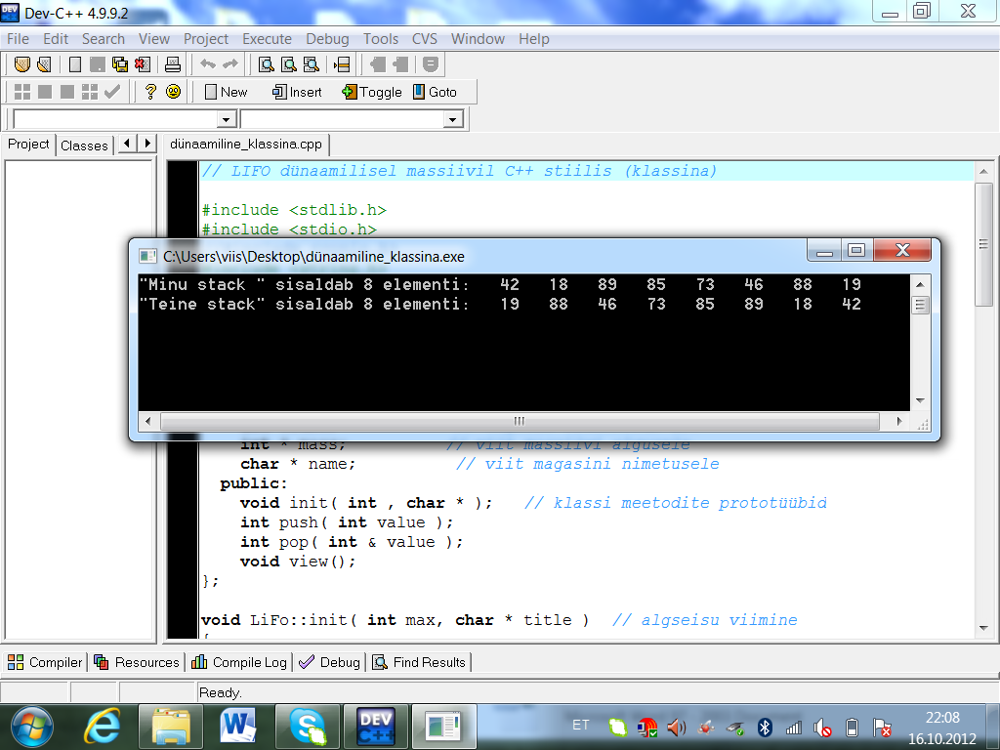 Dev-C++ 4.9.9.2
File Edit Search View Project Execute Debug Tools CVS Window Help
New Insert Toggle Goto
Project Classes dünaamiline_klassina.cpp
// LIFO dünaamilisel massiivil C++ stiilis (klassina)
#include <stdlib.h>
#include <stdio.h>
C:\Users\viis\Desktop\dünaamiline_klassina.exe
"Minu stack " sisaldab 8 elementi: 42 18 89 85 73 46 88 19
"Teine stack" sisaldab 8 elementi: 19 88 46 73 85 89 18 42
int * mass; // viit massiivi algusele
char * name; // viit magasini nimetusele
public:
void init( int , char * ); // klassi meetodite prototüübid
int push( int value );
int pop( int & value );
void view();
};
void LiFo::init( int max, char * title ) // algseisu viimine
{
Compiler Resources Compile Log Debug Find Results
Ready.
DEV C++
ET
22:08
16.10.2012